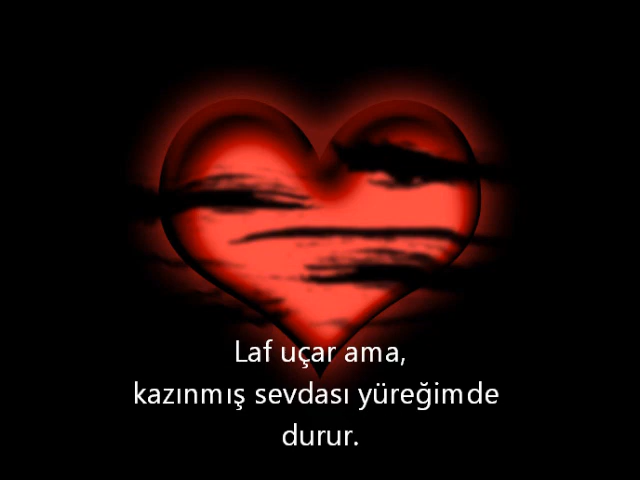 Laf uçar ama,
kazınmış sevdası yüreğimde
durur.